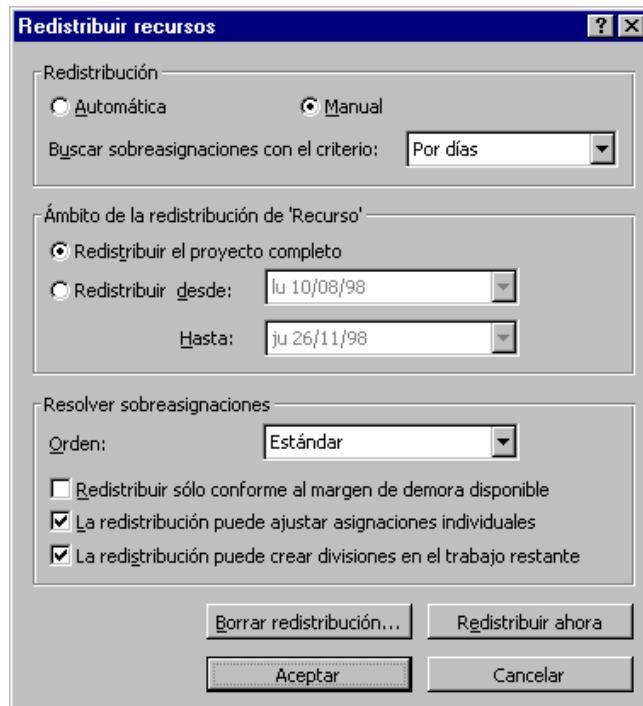 Redistribuir recursos
Redistribución
Automática Manual
Buscar sobreasignaciones con el criterio: Por días
Ámbito de la redistribución de 'Recurso'
Redistribuir el proyecto completo
Redistribuir desde: lu 10/08/98
Hasta: ju 26/11/98
Resolver sobreasignaciones
Orden: Estándar
Redistribuir sólo conforme al margen de demora disponible
La redistribución puede ajustar asignaciones individuales
La redistribución puede crear divisiones en el trabajo restante
Borrar redistribución... Redistribuir ahora
Aceptar Cancelar